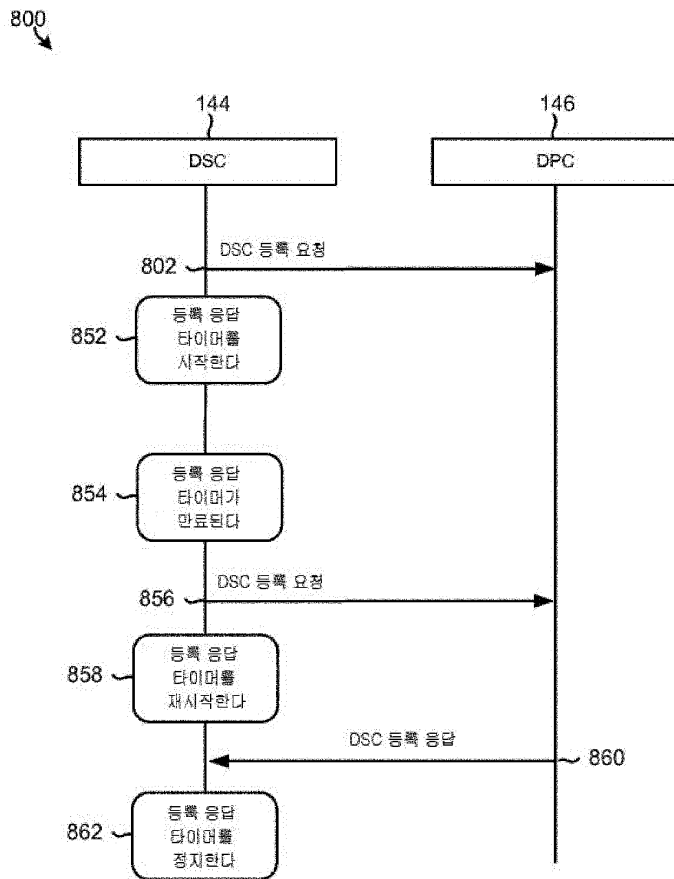 800
144
146
DSC
DPC
DSC 등록 요청
802
등록 응답
타이머를
시작한다
852
등록 응답
타이머가
만료된다
854
DSC 등록 요청
856
등록 응답
타이머를
재시작한다
858
DSC 등록 응답
860
등록 응답
타이머를
정지한다
862